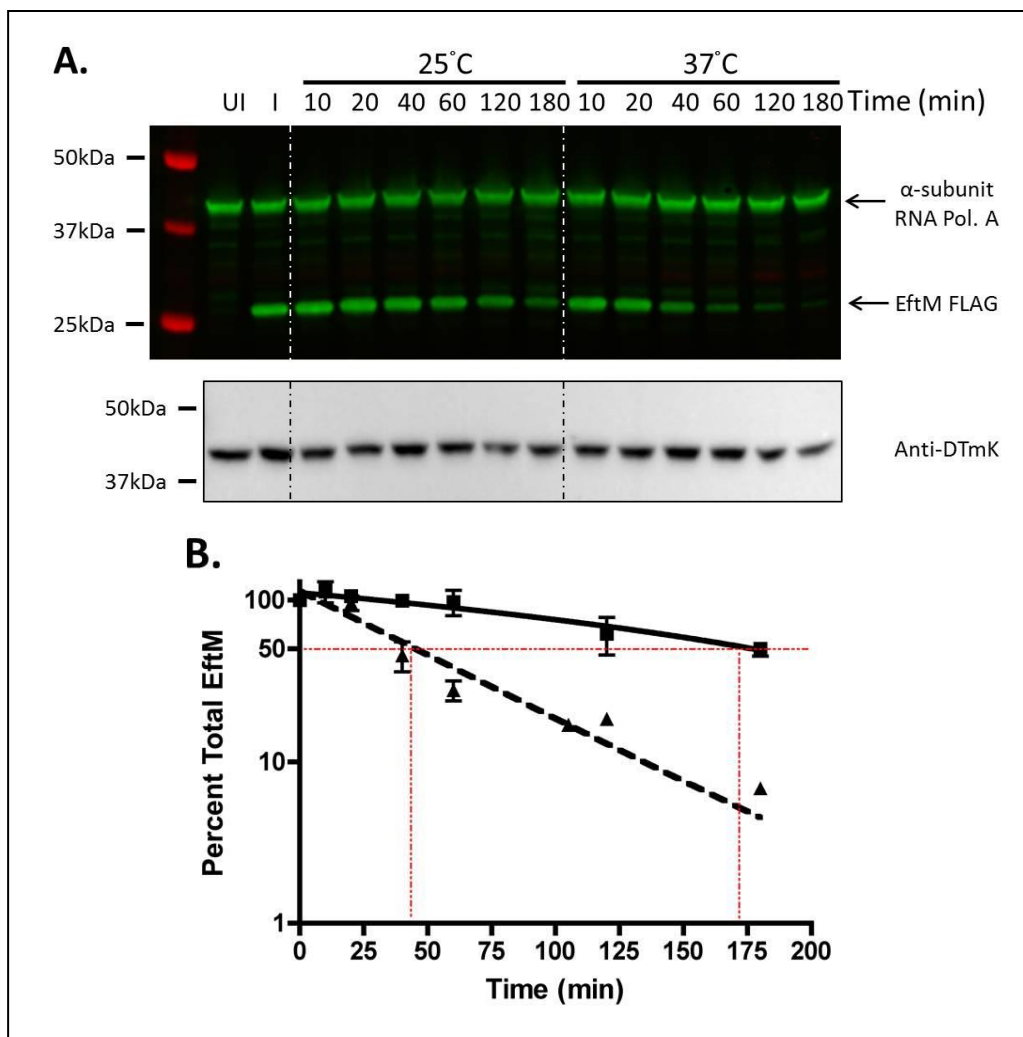 A.
25°C 37°C
UI I 10 20 40 60 120 180 10 20 40 60 120 180 Time (min)
50kDa
37kDa
25kDa
α-subunit
RNA Pol. A
EftM FLAG
50kDa
37kDa
Anti-DTmK
B.
Percent Total EftM
100
50
10
1
0 25 50 75 100 125 150 175 200
Time (min)